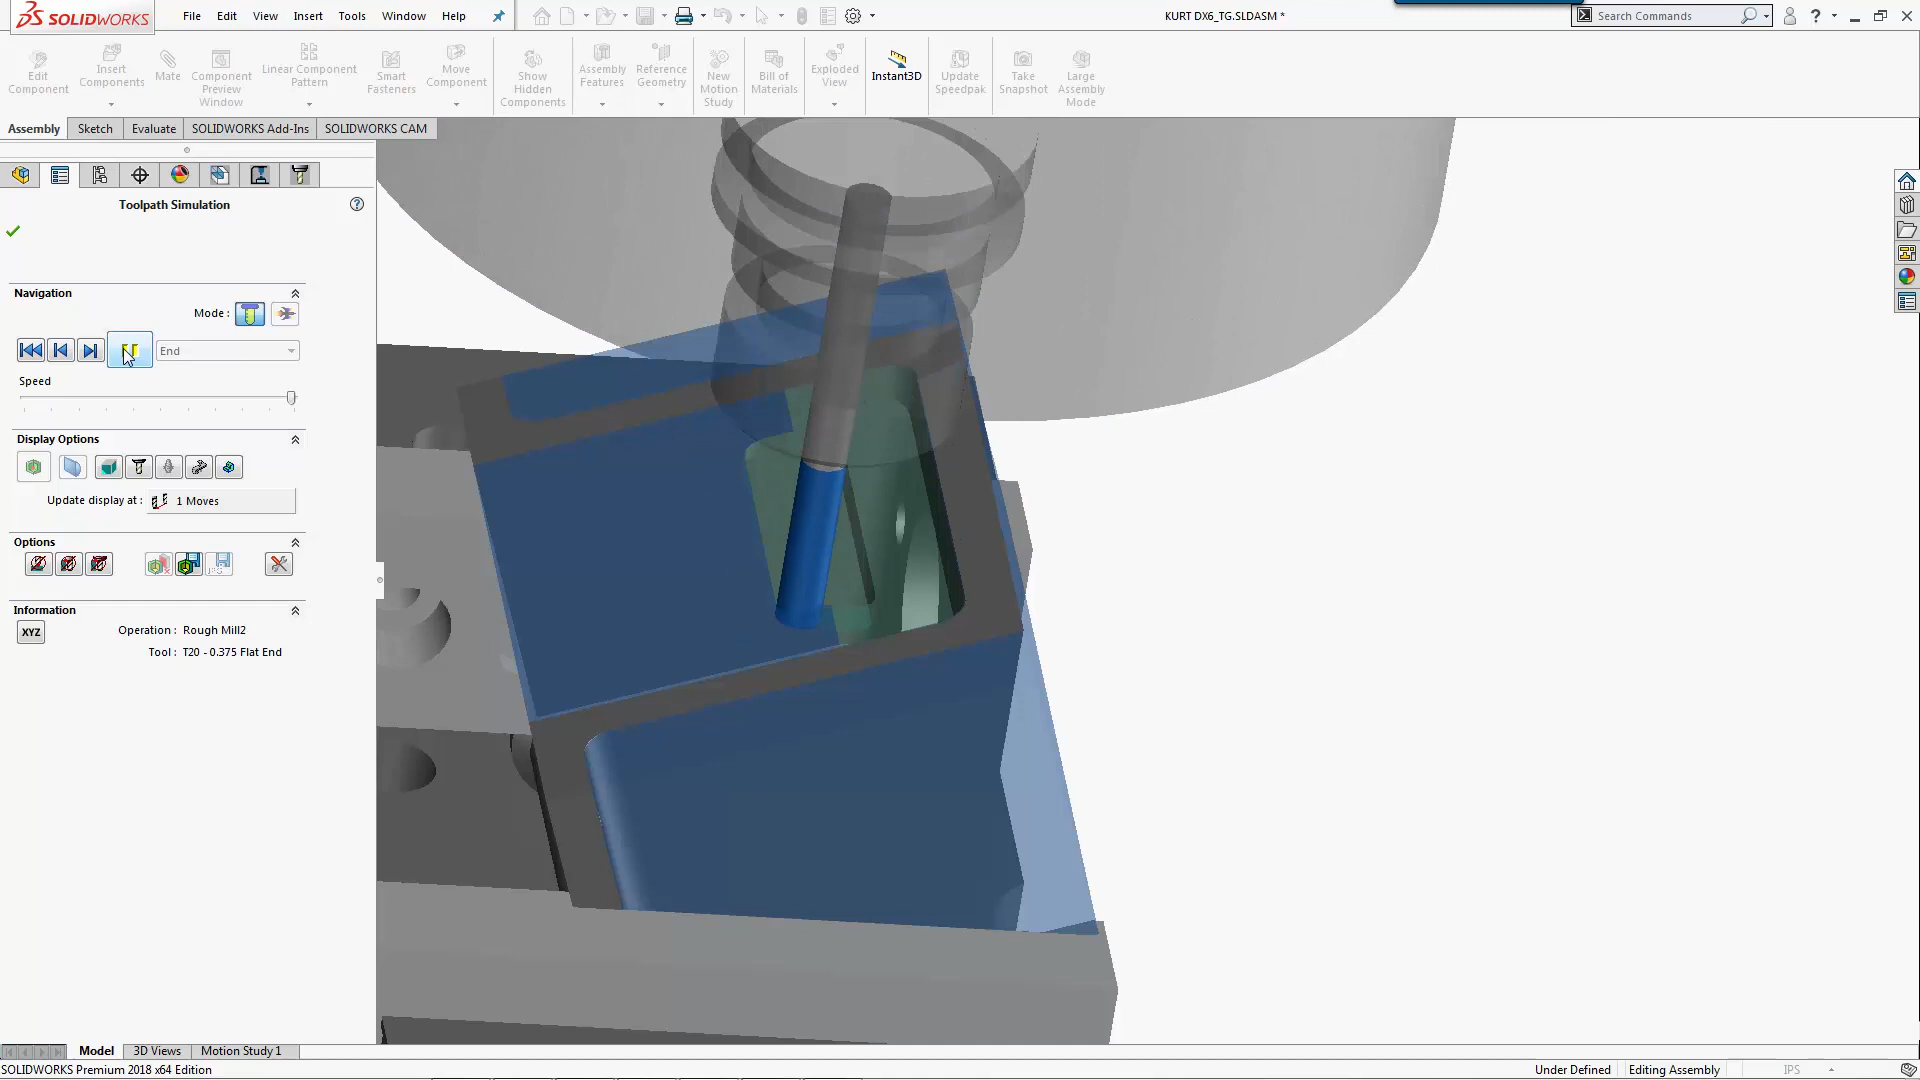 SOLIDWORKS
File Edit View Insert Tools Window Help
KURT DX6_TG.SLDASM *
Search Commands
Edit Component
Insert Components
Mate
Component Preview Window
Linear Component Pattern
Smart Fasteners
Move Component
Show Hidden Components
Assembly Features
Reference Geometry
New Motion Study
Bill of Materials
Exploded View
Instant3D
Update Speedpak
Take Snapshot
Large Assembly Mode
Assembly Sketch Evaluate SOLIDWORKS Add-Ins SOLIDWORKS CAM
Toolpath Simulation
Navigation
Mode :
End
Speed
Display Options
Update display at : 1 Moves
Options
Information
XYZ
Operation : Rough Mill2
Tool : T20 - 0.375 Flat End
Model 3D Views Motion Study 1
SOLIDWORKS Premium 2018 x64 Edition
Under Defined Editing Assembly IPS